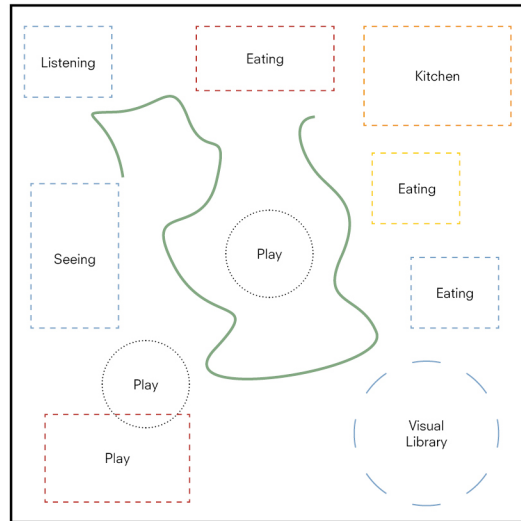 Listening
Eating
Kitchen
Eating
Seeing
Play
Eating
Play
Visual
Library
Play